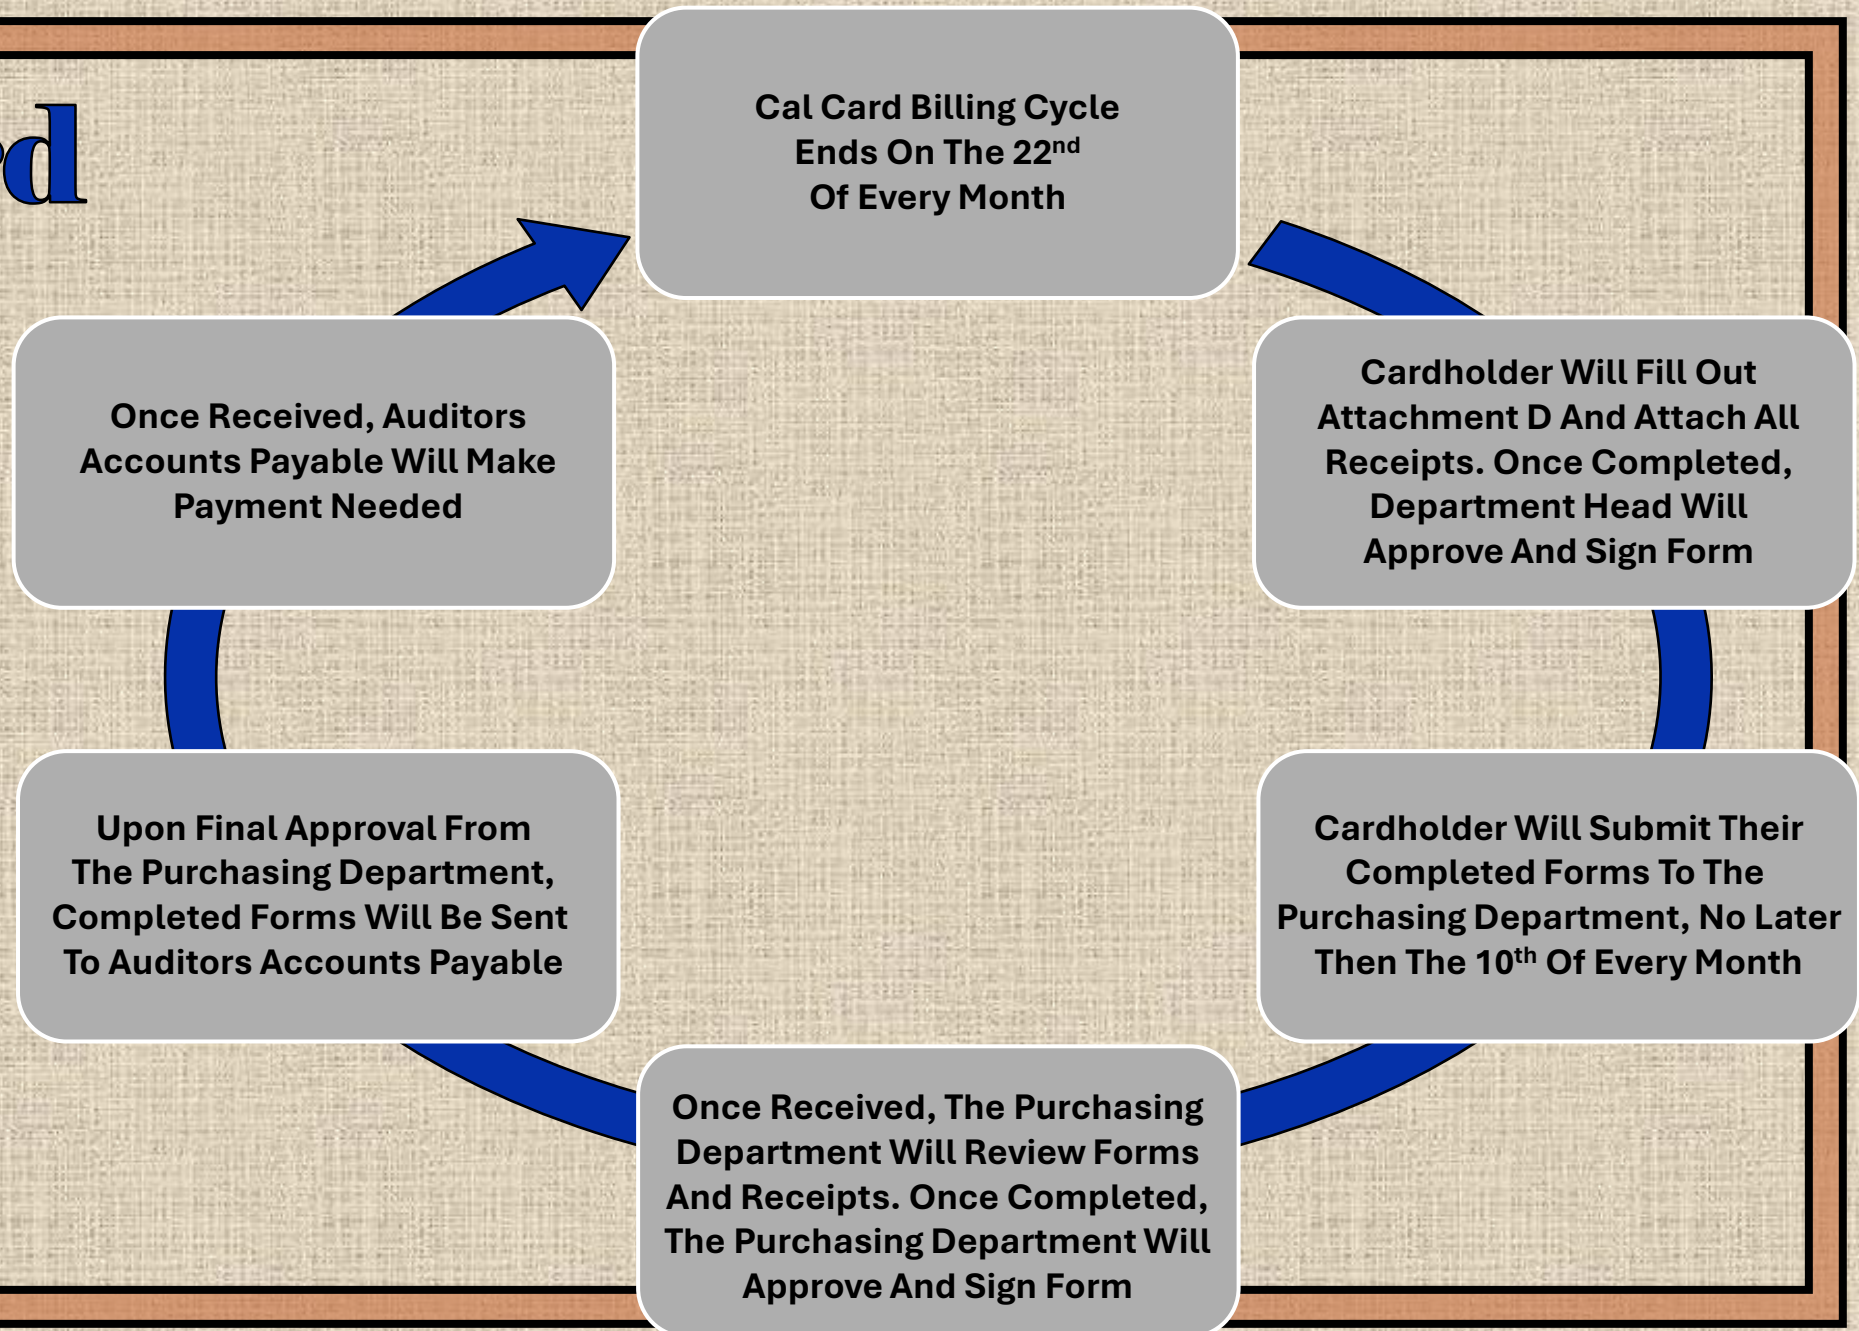 Cal Card Billing Cycle
Ends On The 22nd
Of Every Month
Cardholder Will Fill Out
Attachment D And Attach All
Receipts. Once Completed,
Department Head Will
Approve And Sign Form
Cardholder Will Submit Their
Completed Forms To The
Purchasing Department, No Later
Then The 10th Of Every Month
Once Received, The Purchasing
Department Will Review Forms
And Receipts. Once Completed,
The Purchasing Department Will
Approve And Sign Form
Upon Final Approval From
The Purchasing Department,
Completed Forms Will Be Sent
To Auditors Accounts Payable
Once Received, Auditors
Accounts Payable Will Make
Payment Needed